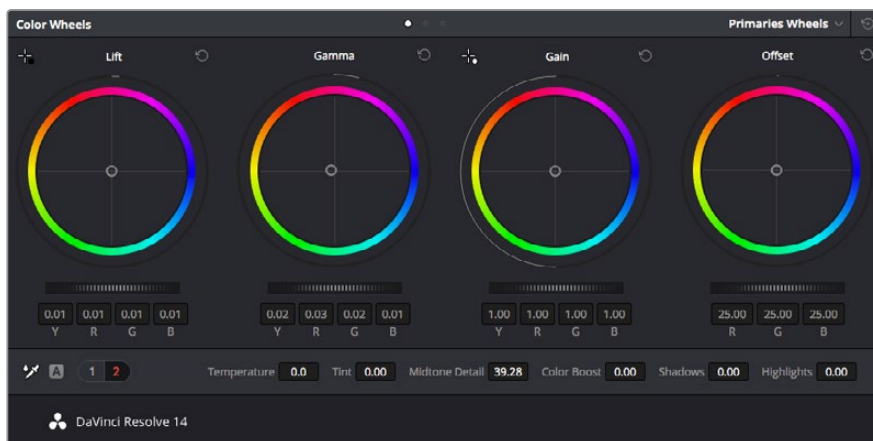 Color Wheels Primaries Wheels
Lift Gamma Gain Offset
0.01 0.01 0.01 0.01 0.02 0.03 0.02 0.01 1.00 1.00 1.00 1.00 25.00 25.00 25.00
Y R G B Y R G B Y R G B R G B
A 1 2 Temperature 0.0 Tint 0.00 Midtone Detail 39.28 Color Boost 0.00 Shadows 0.00 Highlights 0.00
DaVinci Resolve 14